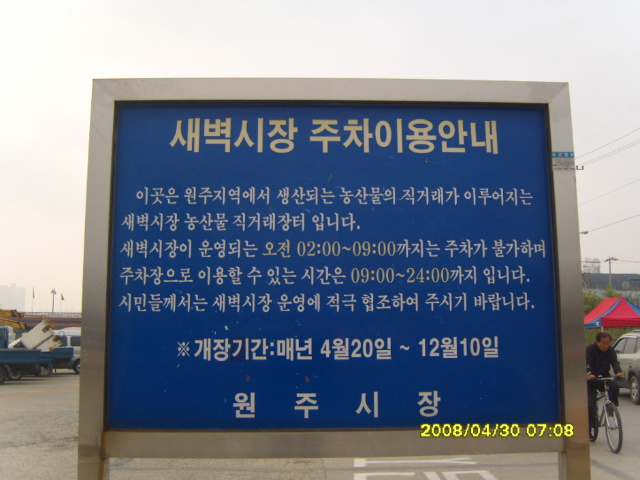 새벽시장 주차이용안내
이곳은 원주지역에서 생산되는 농산물의 직거래가 이루어지는
새벽시장 농산물 직거래장터 입니다.
새벽시장이 운영되는 오전 02:00~09:00까지는 주차가 불가하며
주차장으로 이용할 수 있는 시간은 09:00~24:00까지 입니다.
시민들께서는 새벽시장 운영에 적극 협조하여 주시기 바랍니다.
※개장기간:매년 4월20일 ~ 12월10일
원 주 시 장
2008/04/30 07:08